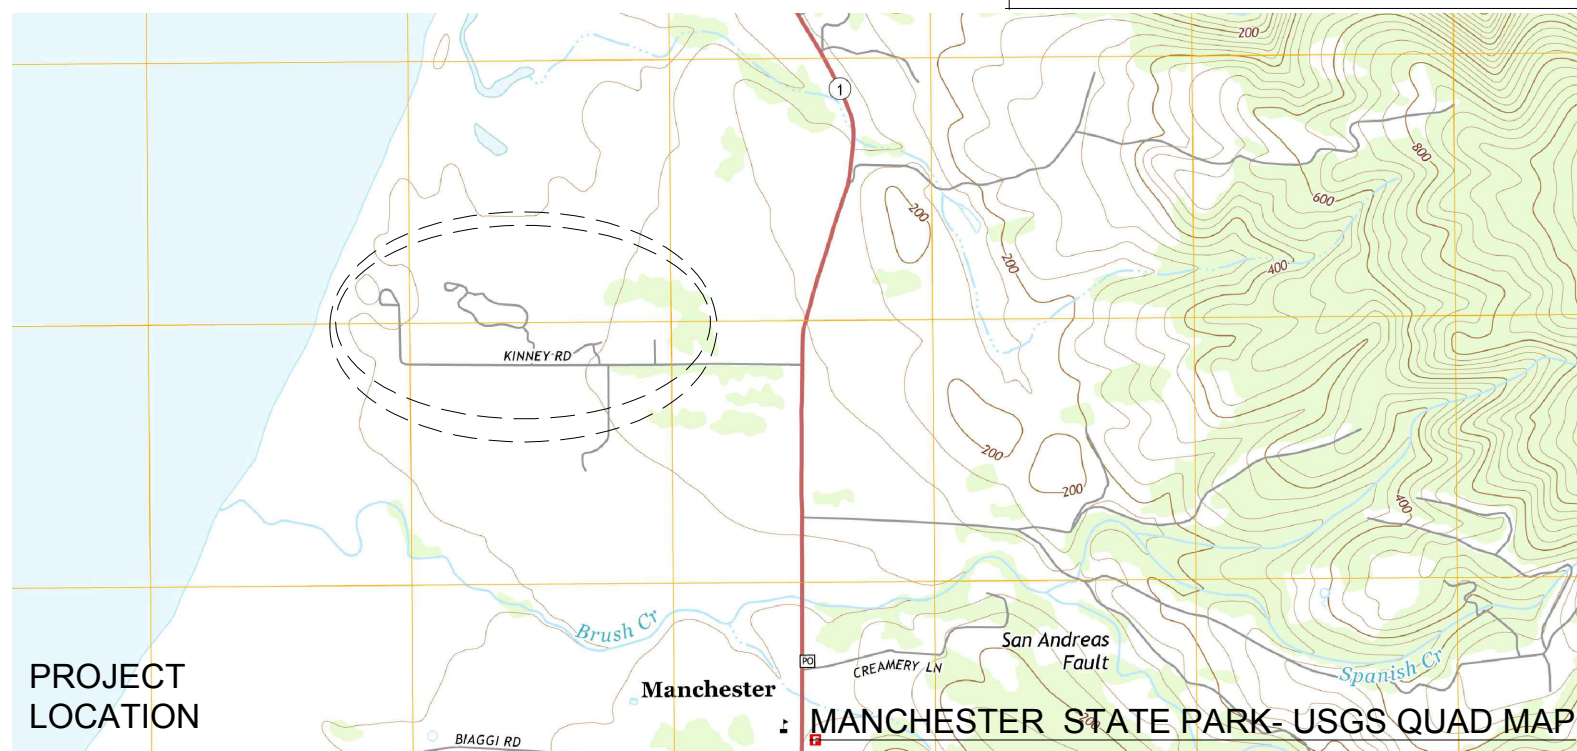 200
1
800
600
200
400
200
KINNEY RD
200
200
400
Brush Cr
San Andreas
Fault
PO
CREAMERY LN
Spanish Cr
Manchester
PROJECT
LOCATION
200
MANCHESTER STATE PARK- USGS QUAD MAP
F
BIAGGI RD